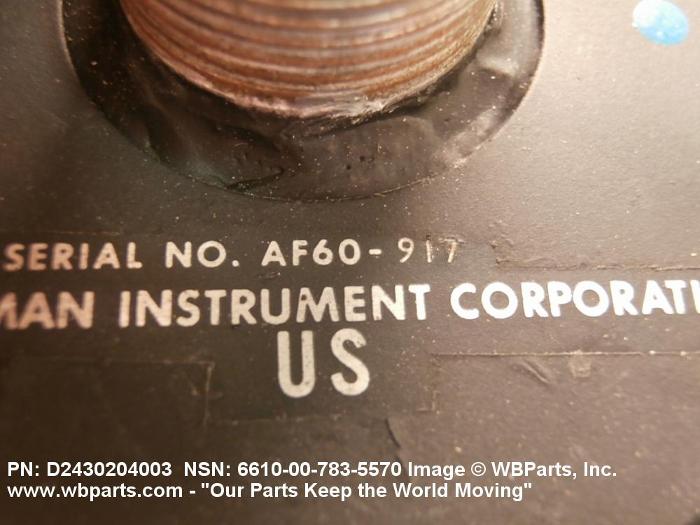 SERIAL NO. AF60-917
MAN INSTRUMENT CORPORATI
US
PN: D2430204003 NSN: 6610-00-783-5570 Image © WBParts, Inc.
www.wbparts.com - "Our Parts Keep the World Moving"